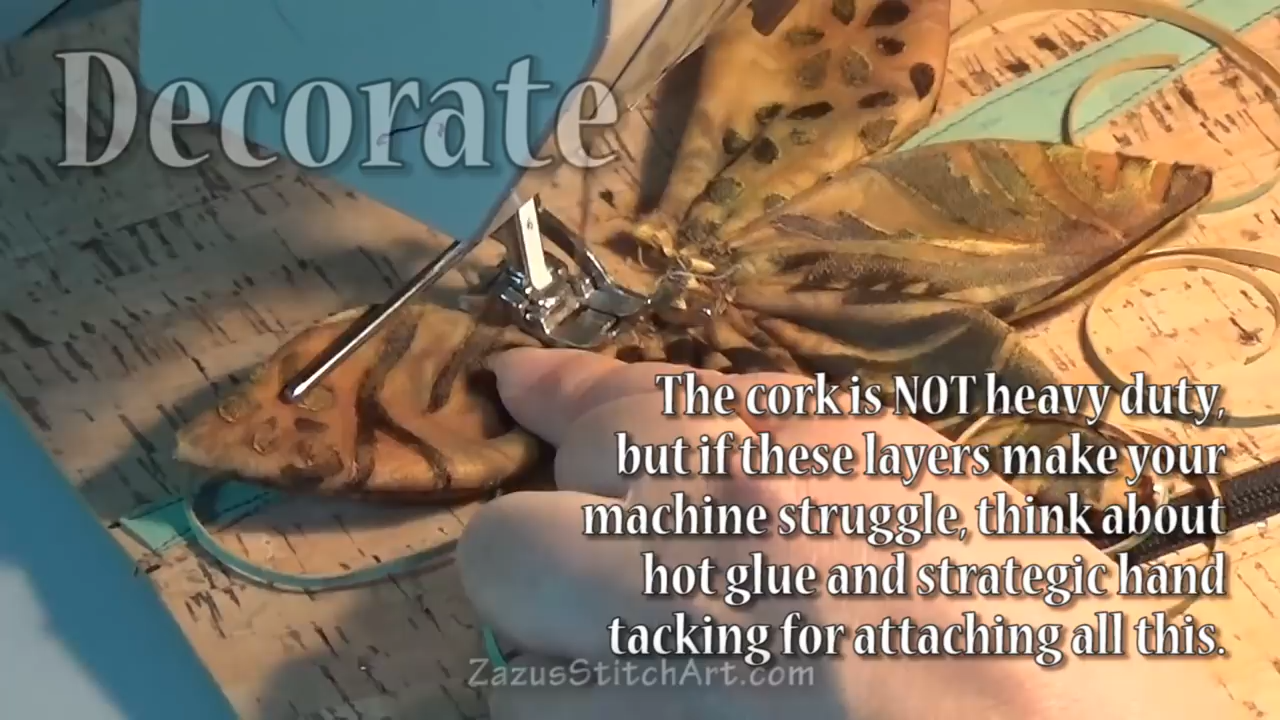 Decorate
The cork is NOT heavy duty,
but if these layers make your
machine struggle, think about
hot glue and strategic hand
tacking for attaching all this.
ZazusStitchArt.com